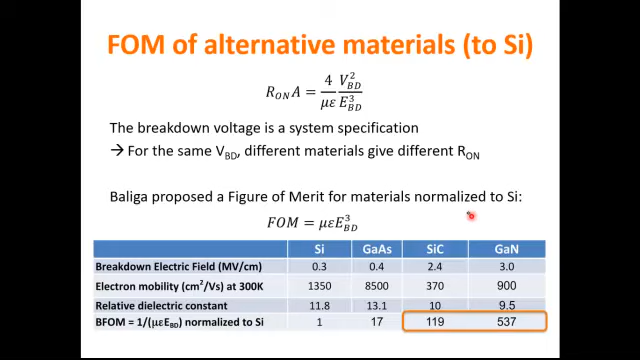 FOM of alternative materials (to Si)
R_ON A = 4/με V_BD^2/E_BD^3
The breakdown voltage is a system specification
→ For the same V_BD, different materials give different R_ON
Baliga proposed a Figure of Merit for materials normalized to Si:
FOM = μεE_BD^3
Si GaAs SiC GaN
Breakdown Electric Field (MV/cm) 0.3 0.4 2.4 3.0
Electron mobility (cm²/Vs) at 300K 1350 8500 370 900
Relative dielectric constant 11.8 13.1 10 9.5
BFOM = 1/(μεE_BD) normalized to Si 1 17 119 537